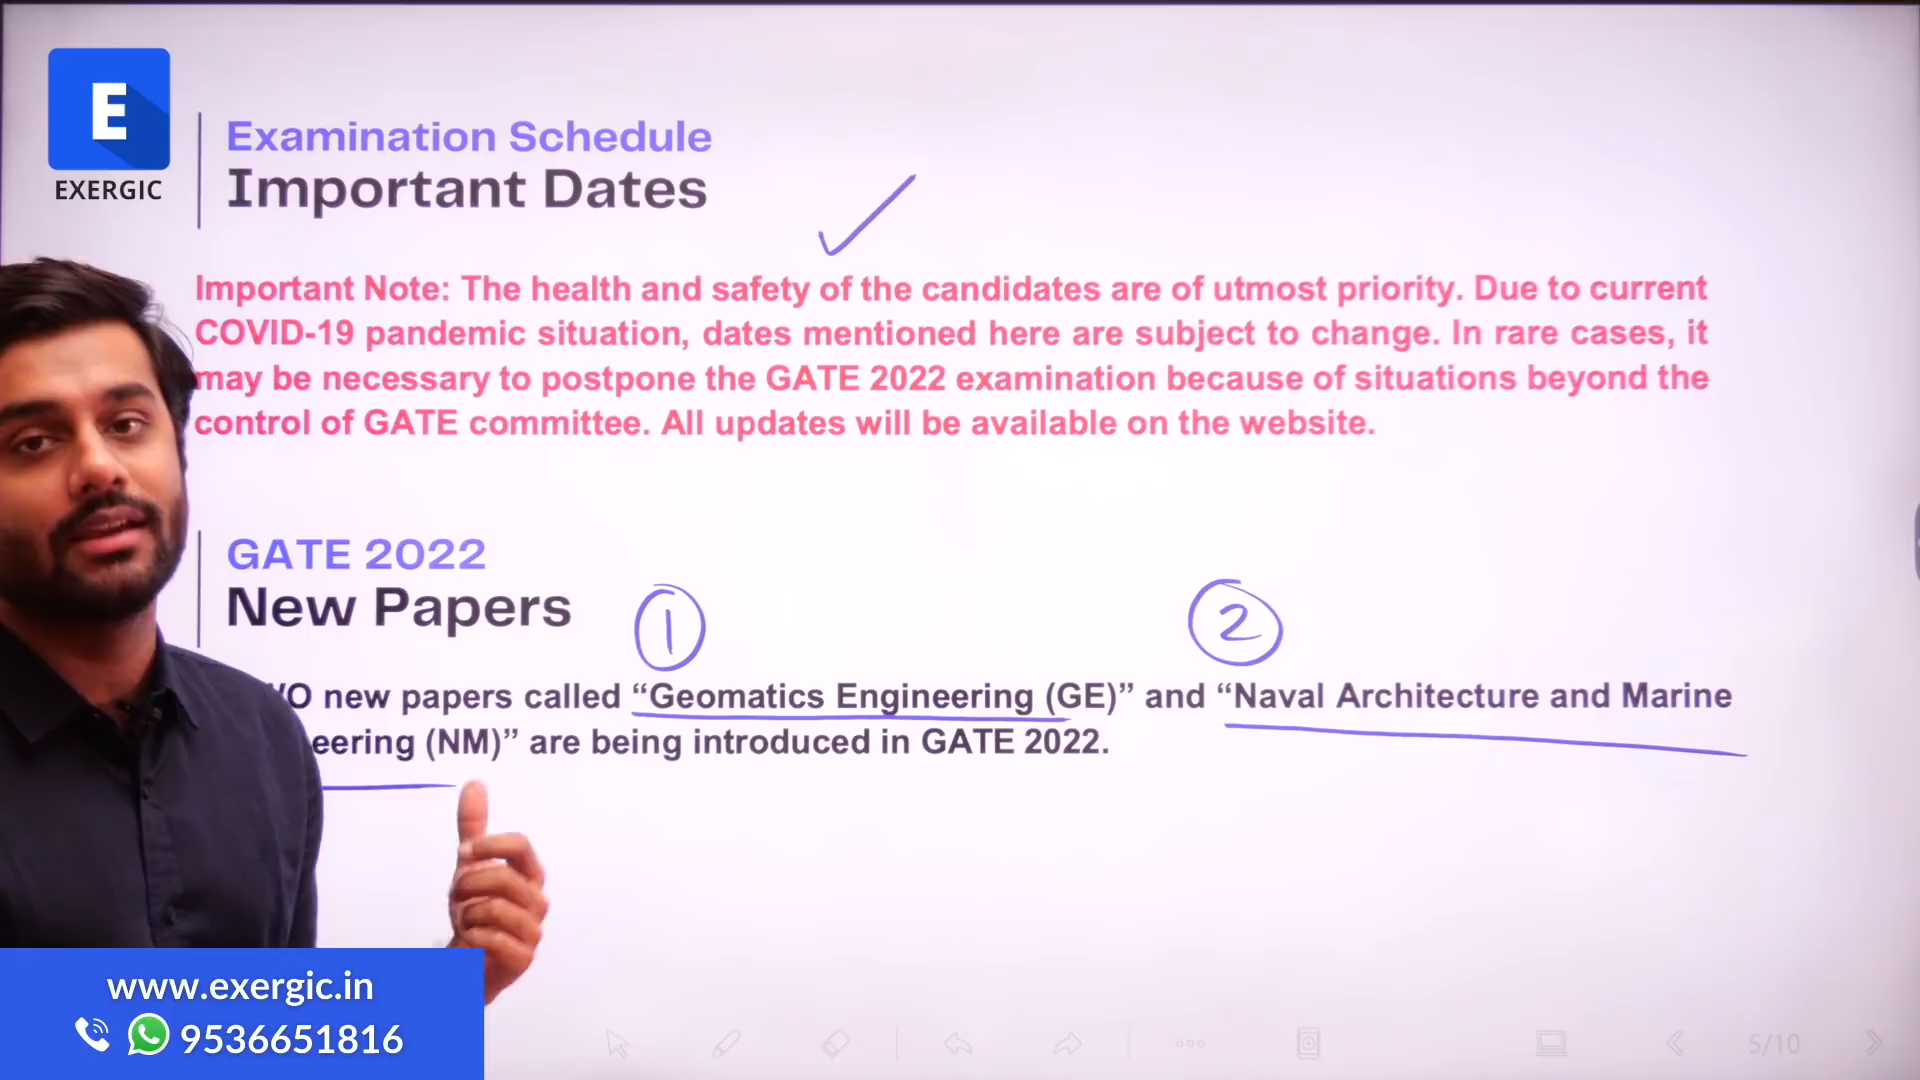 E
EXERGIC
Examination Schedule
Important Dates
Important Note: The health and safety of the candidates are of utmost priority. Due to current
COVID-19 pandemic situation, dates mentioned here are subject to change. In rare cases, it
may be necessary to postpone the GATE 2022 examination because of situations beyond the
control of GATE committee. All updates will be available on the website.
GATE 2022
New Papers
1
2
new papers called “Geomatics Engineering (GE)” and “Naval Architecture and Marine
(NM)” are being introduced in GATE 2022.
www.exergic.in
9536651816
5/10